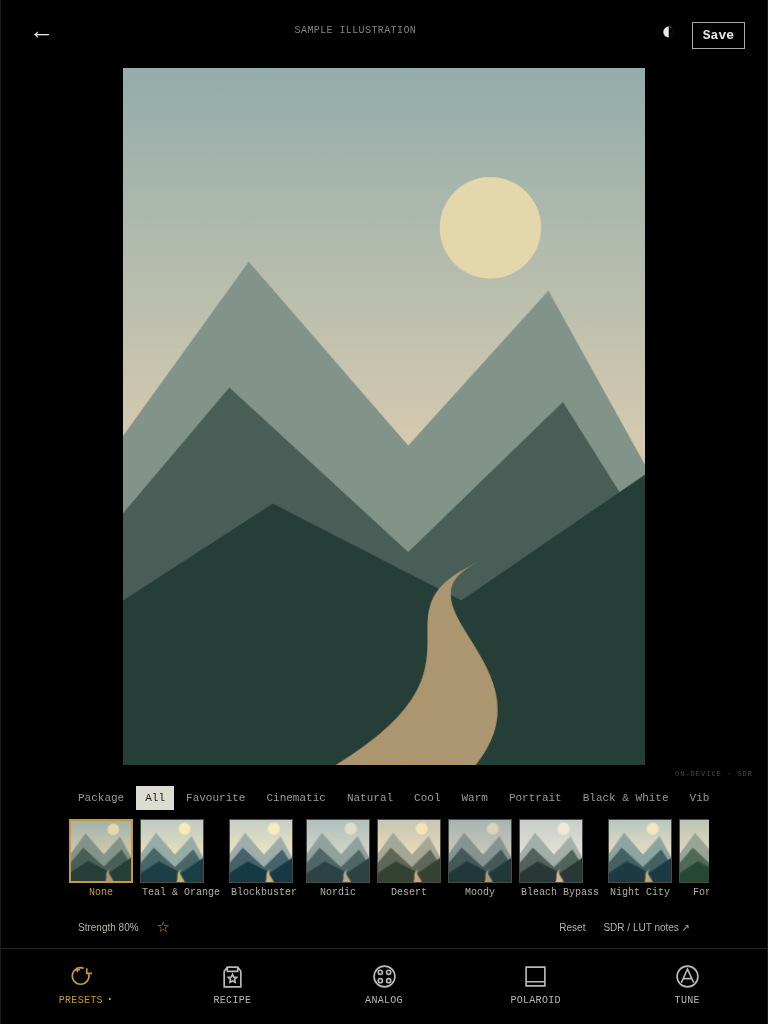 ← SAMPLE ILLUSTRATION Save
ON-DEVICE · SDR
Package All Favourite Cinematic Natural Cool Warm Portrait Black & White Vib
None Teal & Orange Blockbuster Nordic Desert Moody Bleach Bypass Night City For
Strength 80% ☆ Reset SDR / LUT notes ↗
PRESETS · RECIPE ANALOG POLAROID TUNE